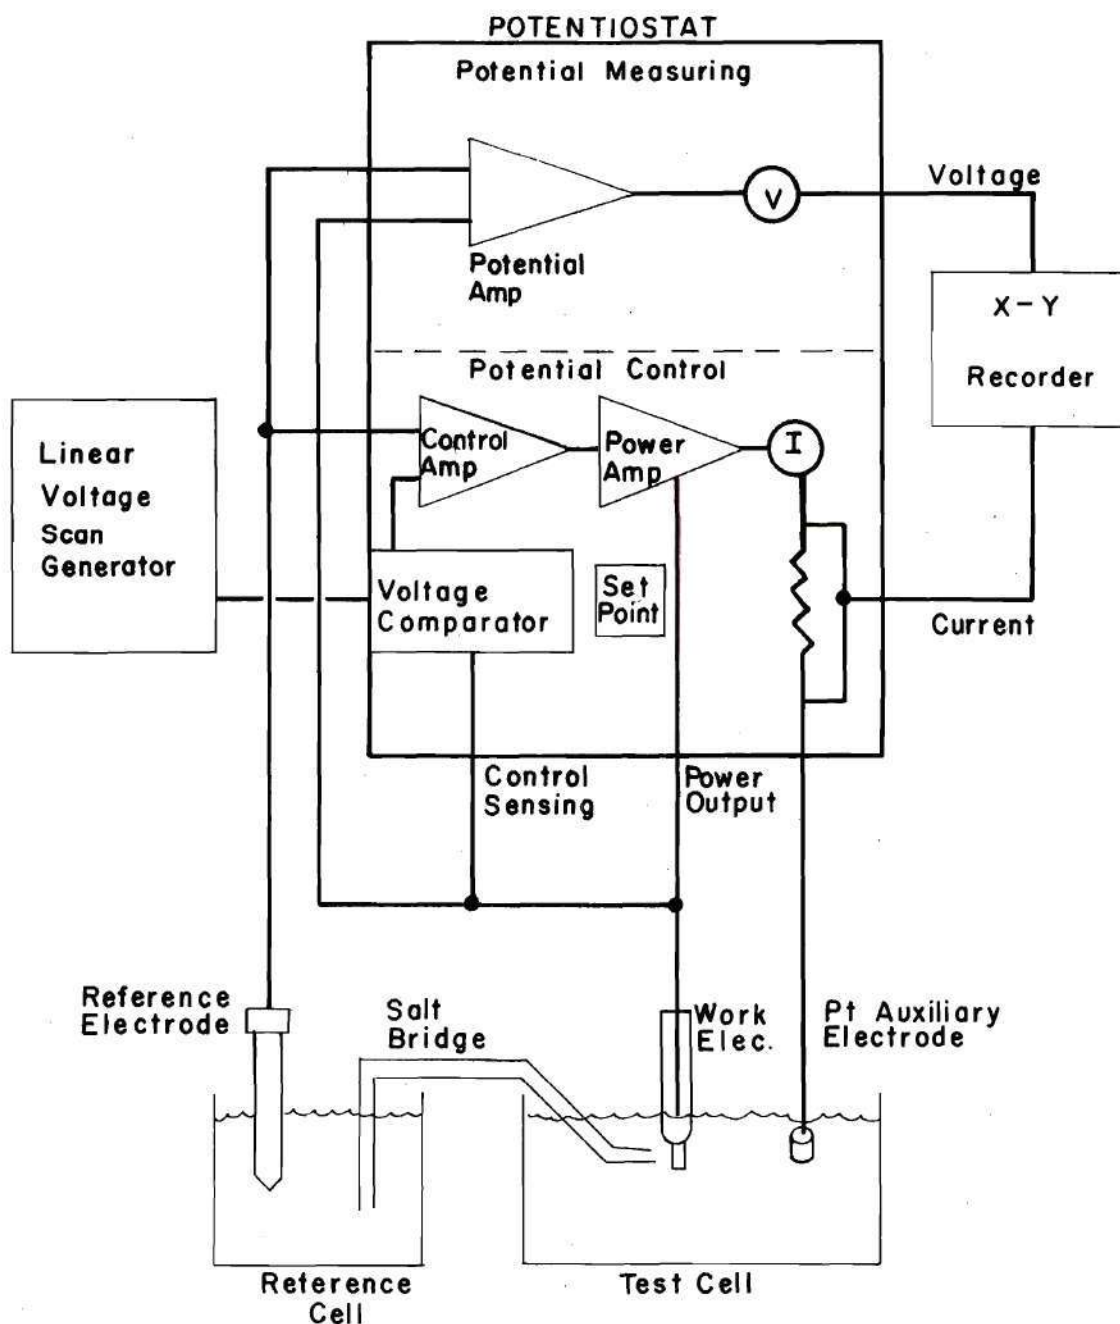 POTENTIOSTAT
Potential Measuring
V
Voltage
Potential
Amp
X-Y
Recorder
Potential Control
Linear
Voltage
Scan
Generator
Control
Amp
Power
Amp
I
Voltage
Comparator
Set
Point
Current
Control
Sensing
Power
Output
Reference
Electrode
Salt
Bridge
Work
Elec.
Pt Auxiliary
Electrode
Reterence
Cell
Test Cell